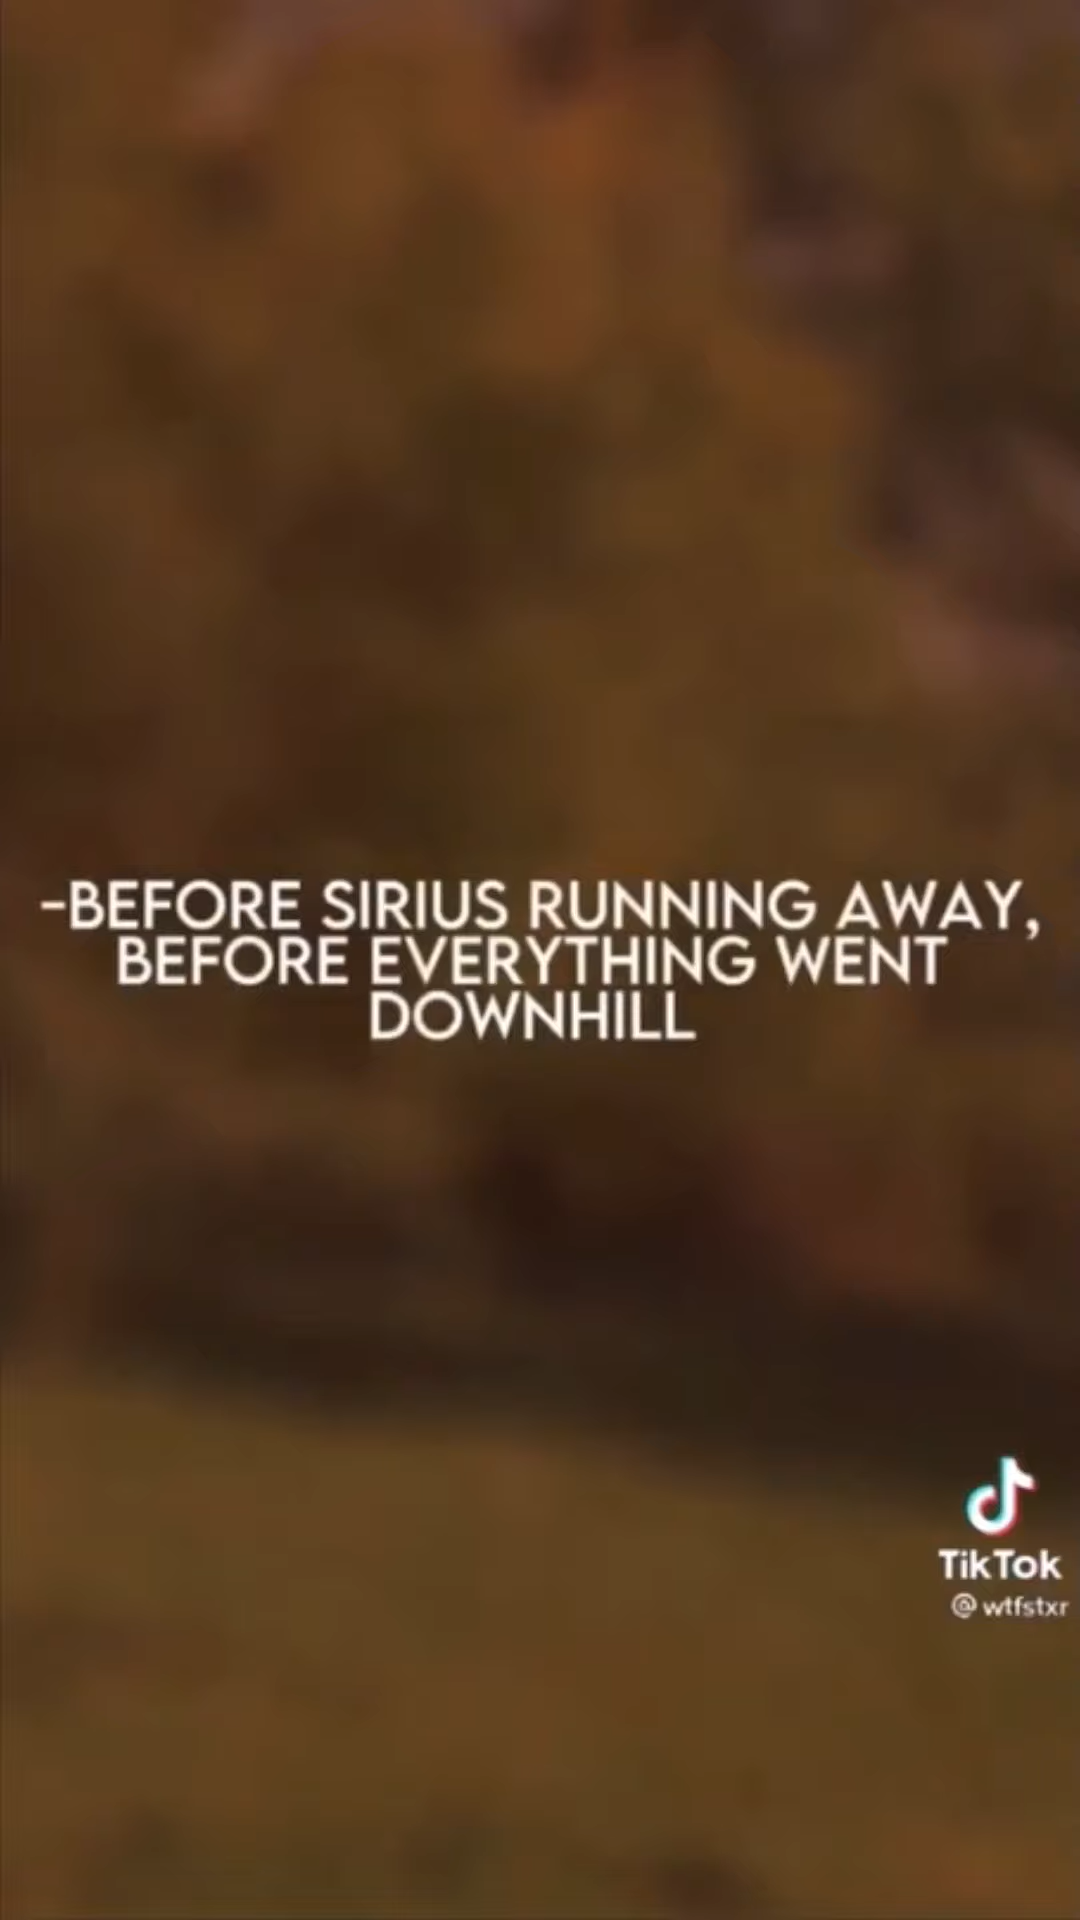 -BEFORE SIRIUS RUNNING AWAY,
BEFORE EVERYTHING WENT
DOWNHILL
TikTok
@wtfstxr